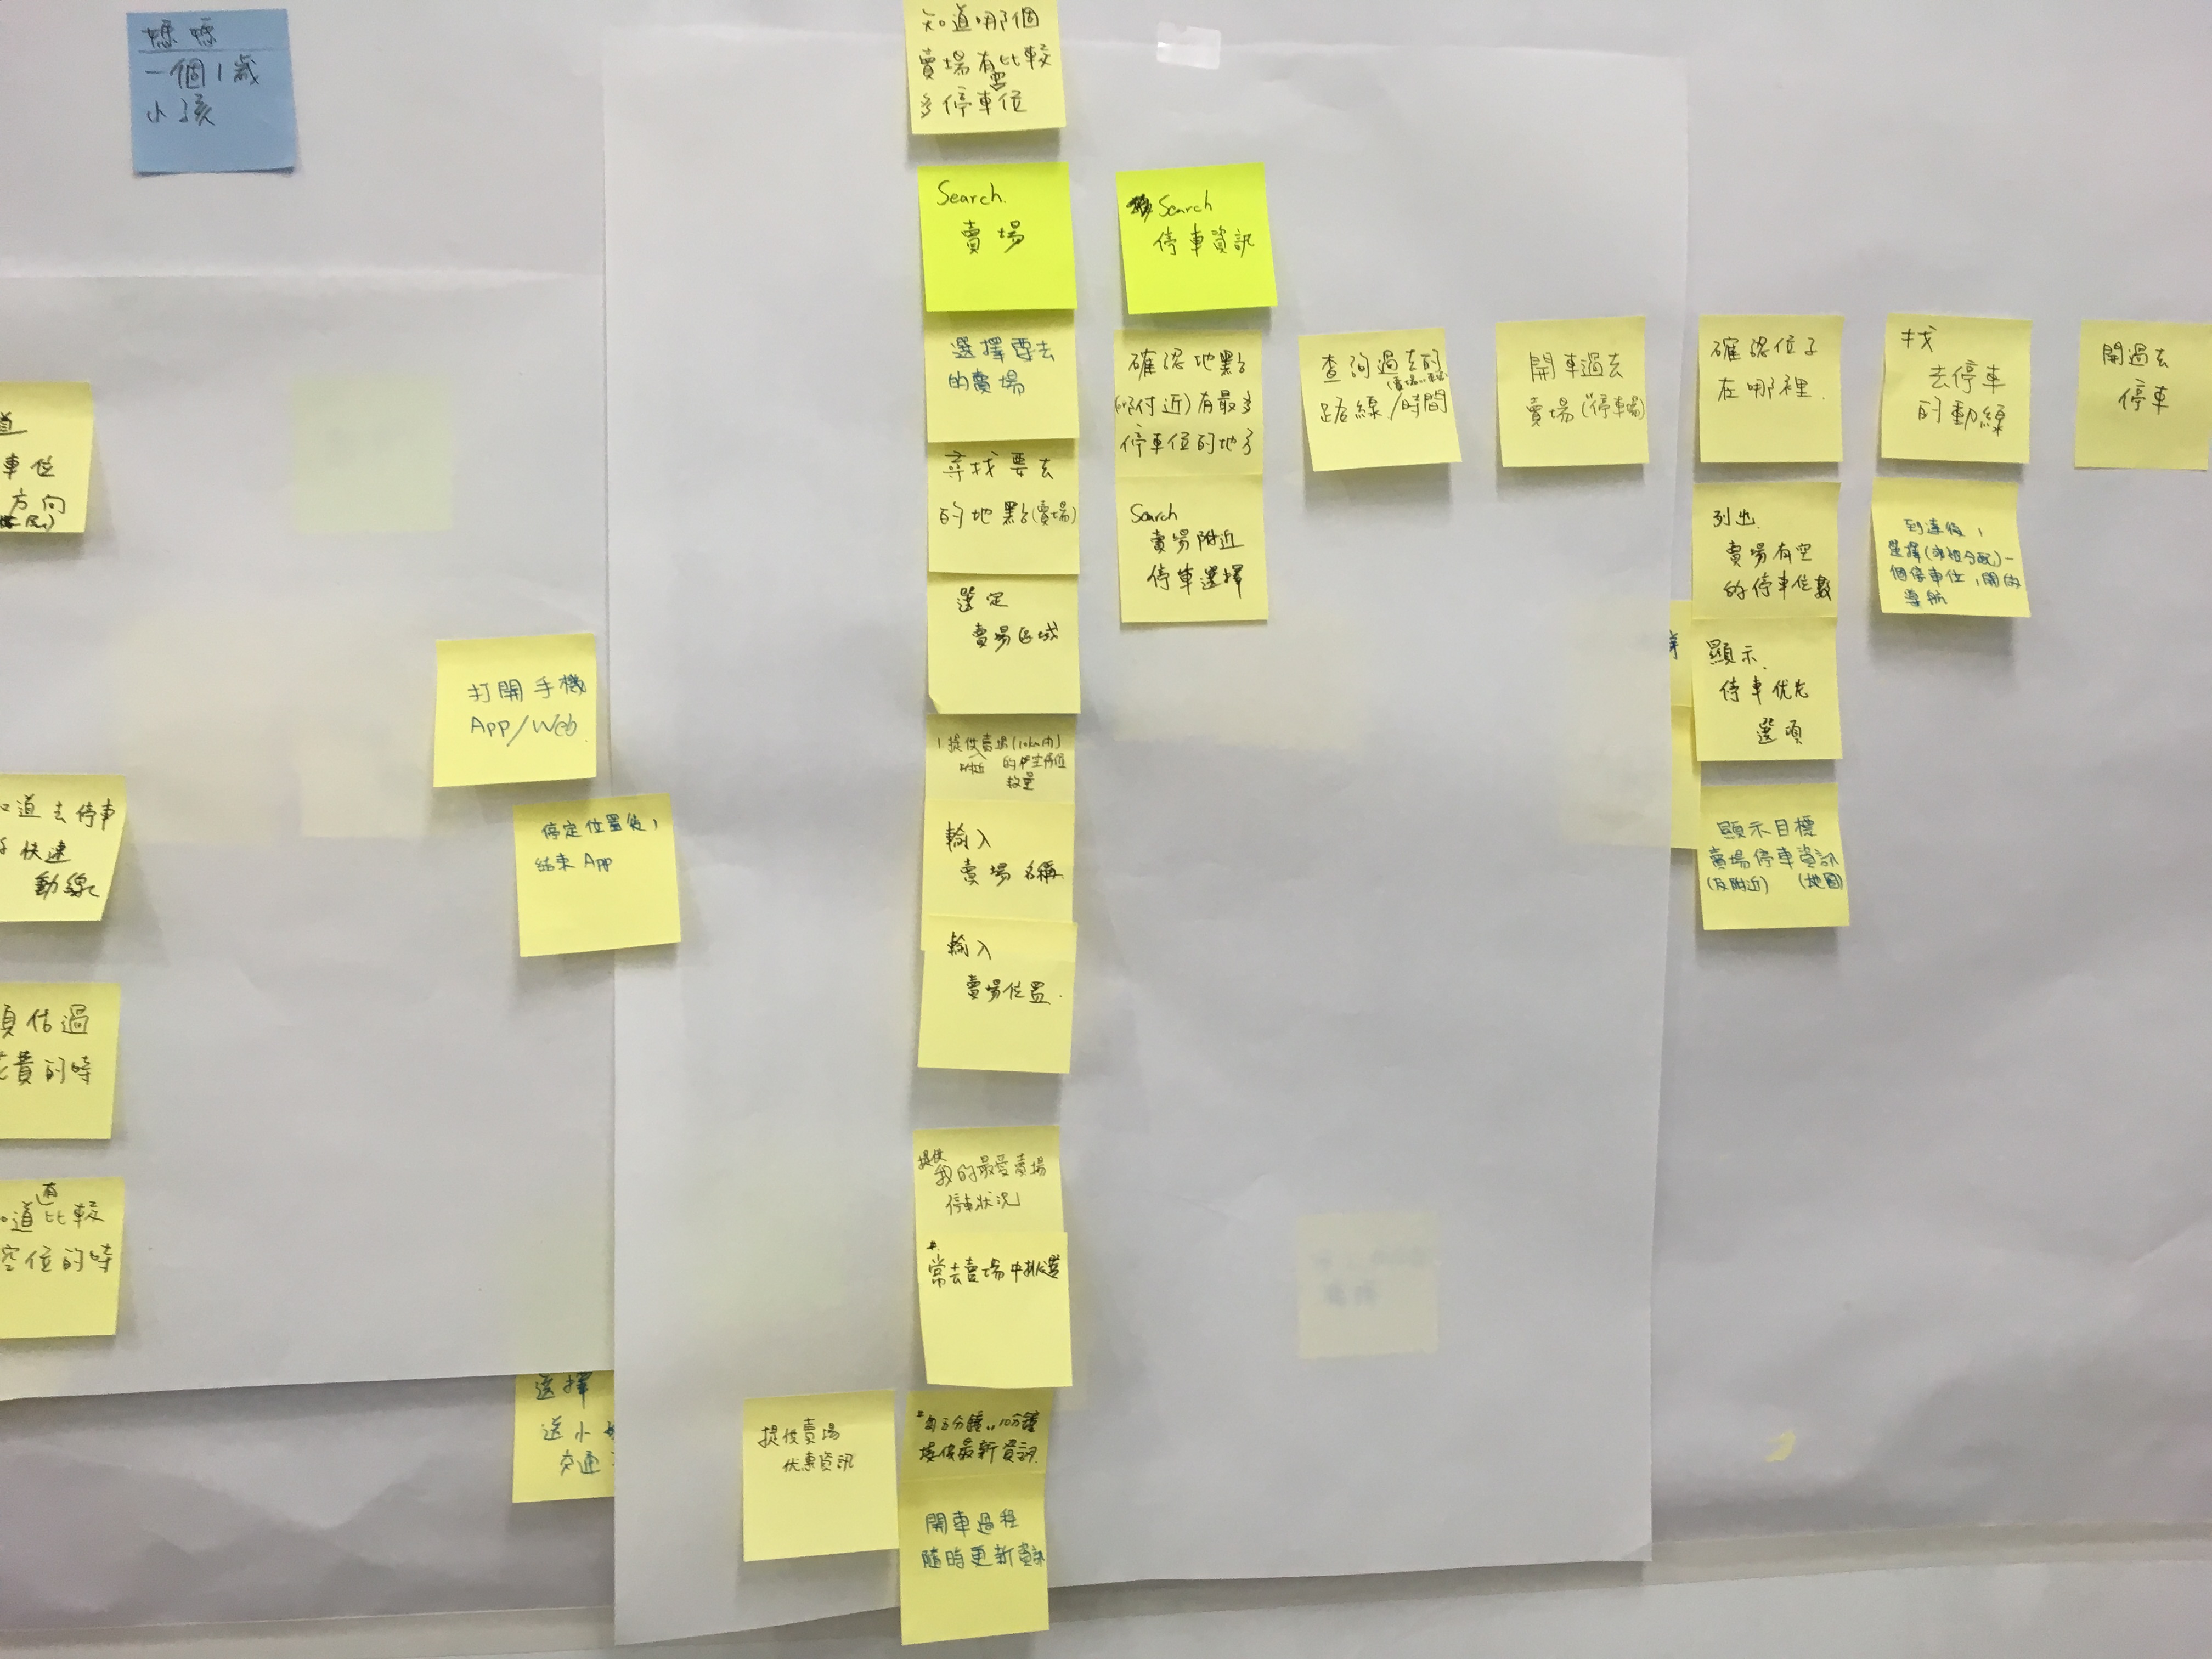 一個1歲
小孩
知道哪個
賣場有比較
多停車位
空
Search.
賣場
Search
停車資訊
選擇要去
的賣場
確認地點
(附近)有最多
停車位的地方
查詢過去的
路線/時間
開車過去
賣場("停車場)
確認位子
在哪裡.
找
去停車
的動線
開過去
停車
道
車位
方向
尋找要去
的地點(賣場)
Search
賣場附近
停車選擇
列出.
賣場有空
的停車位數
到達後,
選擇(或被分配)一
個停車位,開啟
導航
選定
賣場區域
顯示.
停車优先
選項
打開手機
App/Web.
1 提供賣場(10km內)
附近
數量
停定位置後,
結束 App
輸入
賣場名稱
顯示目標
賣場停車資訊
(及附近) (地圖)
知道去停車
快速
動線
輸入
賣場位置.
預估過
花費的時
提供
我的最愛賣場
停車狀況
知道比較
空位的時
常去賣場中挑選
選擇
送小
交通
提供賣場
优惠資訊
每五分鐘..10分鐘
提供最新資訊.
開車過程
隨時更新資訊